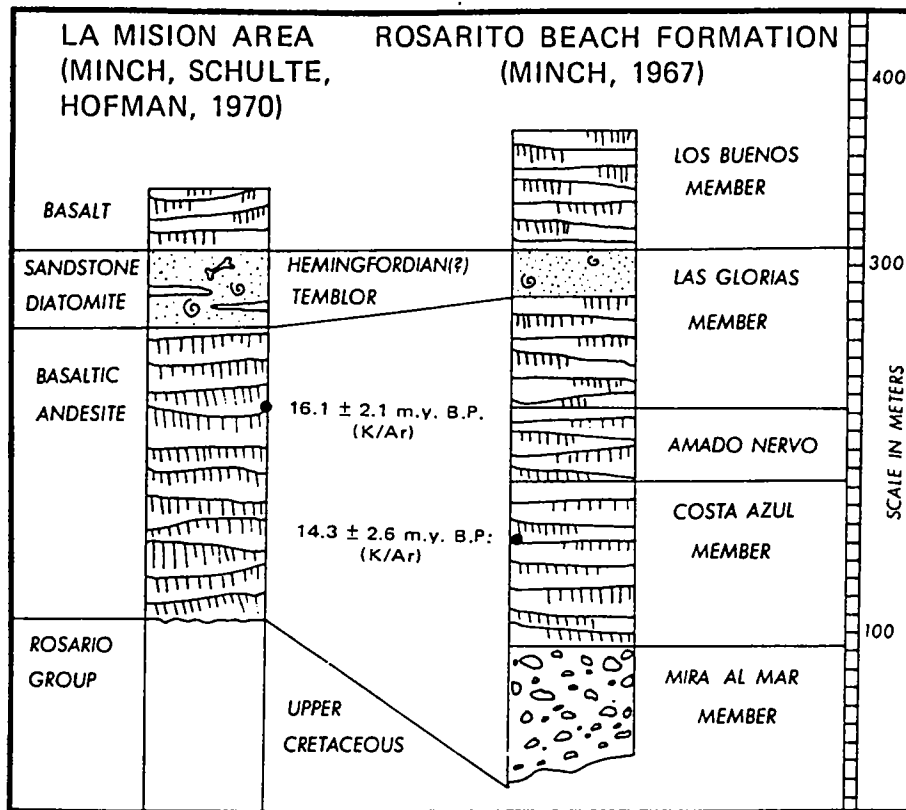 LA MISION AREA
(MINCH, SCHULTE,
HOFMAN, 1970)
ROSARITO BEACH FORMATION
(MINCH, 1967)
400
LOS BUENOS
MEMBER
BASALT
SANDSTONE
DIATOMITE
HEMINGFORDIAN(?)
TEMBLOR
300
LAS GLORIAS
MEMBER
BASALTIC
ANDESITE
16.1 ± 2.1 m.y. B.P.
(K/Ar)
AMADO NERVO
SCALE IN METERS
COSTA AZUL
MEMBER
14.3 ± 2.6 m.y. B.P.
(K/Ar)
100
ROSARIO
GROUP
MIRA AL MAR
MEMBER
UPPER
CRETACEOUS